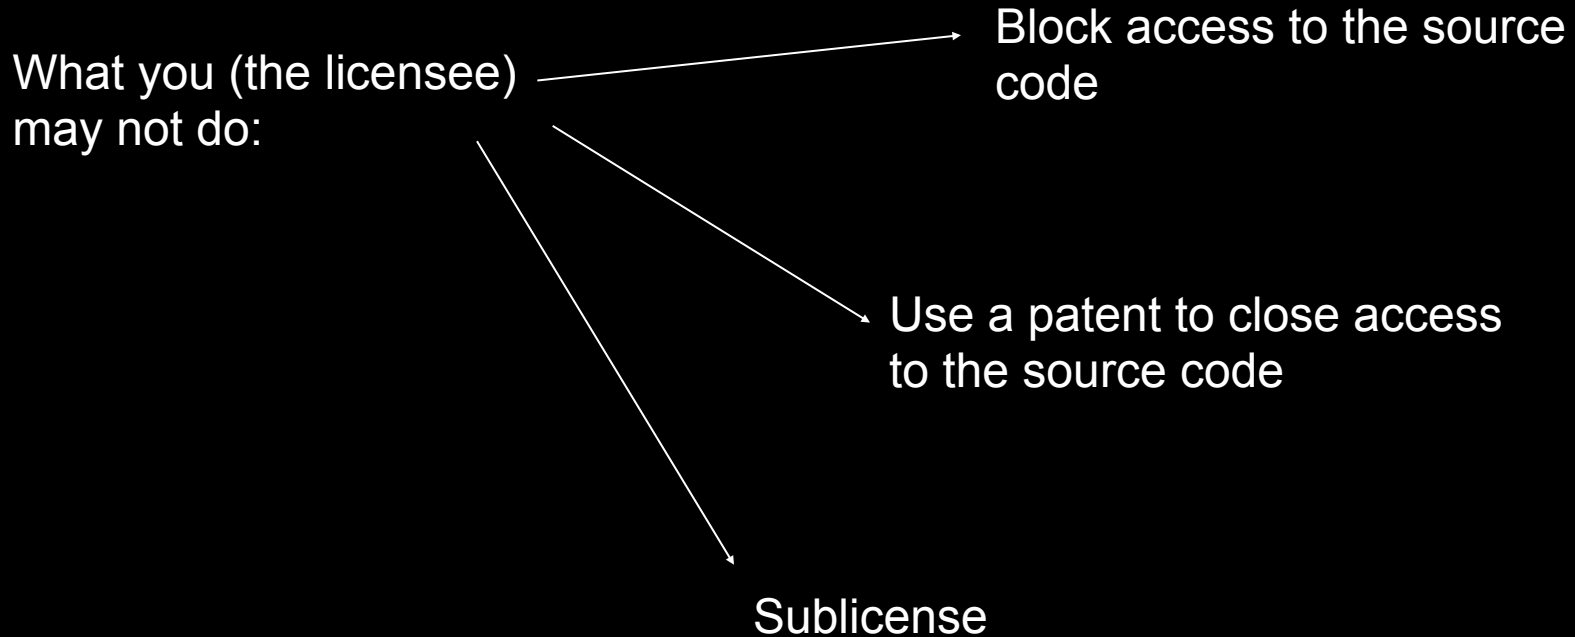 What you (the licensee)
may not do:
Block access to the source
code
Use a patent to close access
to the source code
Sublicense